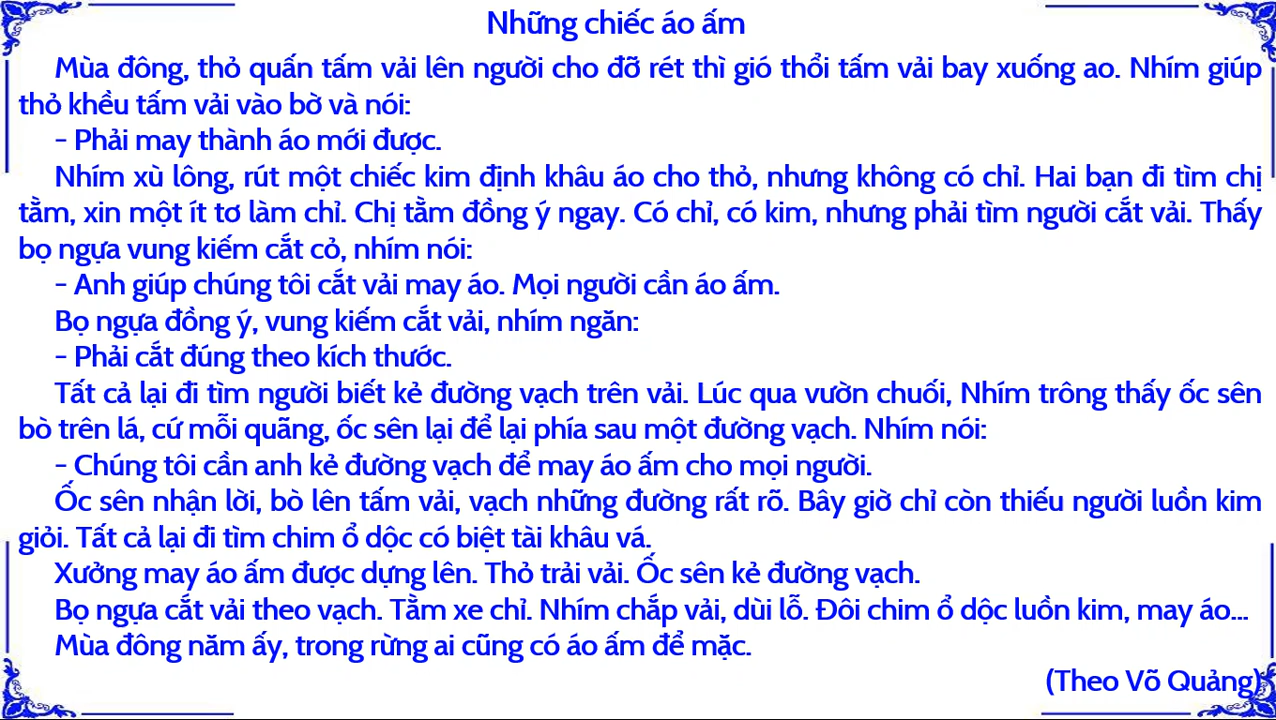 Những chiếc áo ấm
Mùa đông, thỏ quấn tấm vải lên người cho đỡ rét thì gió thổi tấm vải bay xuống ao. Nhím giúp
thỏ khều tấm vải vào bờ và nói:
- Phải may thành áo mới được.
Nhím xù lông, rút một chiếc kim định khâu áo cho thỏ, nhưng không có chỉ. Hai bạn đi tìm chị
tằm, xin một ít tơ làm chỉ. Chị tằm đồng ý ngay. Có chỉ, có kim, nhưng phải tìm người cắt vải. Thấy
bọ ngựa vung kiếm cắt cỏ, nhím nói:
- Anh giúp chúng tôi cắt vải may áo. Mọi người cần áo ấm.
Bọ ngựa đồng ý, vung kiếm cắt vải, nhím ngăn:
- Phải cắt đúng theo kích thước.
Tất cả lại đi tìm người biết kẻ đường vạch trên vải. Lúc qua vườn chuối, Nhím trông thấy ốc sên
bò trên lá, cứ mỗi quãng, ốc sên lại để lại phía sau một đường vạch. Nhím nói:
- Chúng tôi cần anh kẻ đường vạch để may áo ấm cho mọi người.
Ốc sên nhận lời, bò lên tấm vải, vạch những đường rất rõ. Bây giờ chỉ còn thiếu người luồn kim
giỏi. Tất cả lại đi tìm chim ổ dộc có biệt tài khâu vá.
Xưởng may áo ấm được dựng lên. Thỏ trải vải. Ốc sên kẻ đường vạch.
Bọ ngựa cắt vải theo vạch. Tằm xe chỉ. Nhím chắp vải, dùi lỗ. Đôi chim ổ dộc luồn kim, may áo...
Mùa đông năm ấy, trong rừng ai cũng có áo ấm để mặc.
(Theo Võ Quảng)